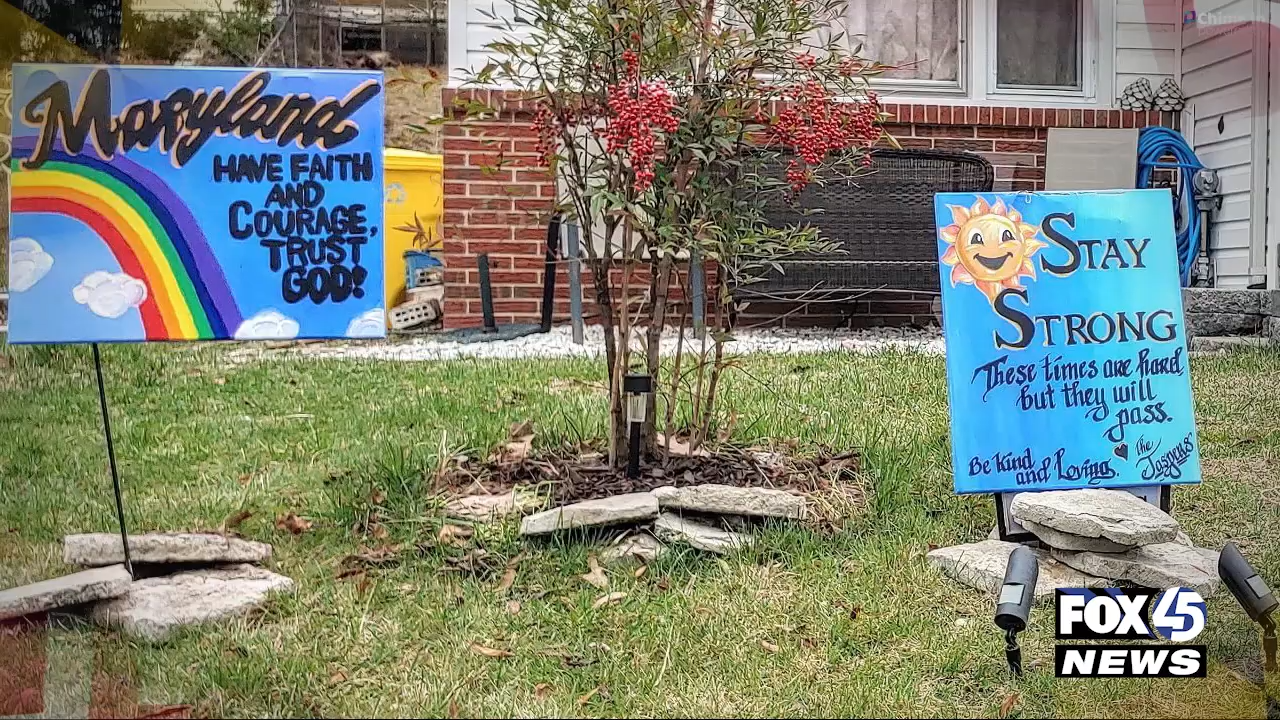 Maryland
HAVE FAITH
AND
COURAGE,
TRUST
GOD!
STAY
STRONG
These times are hard
but they will
pass.
Be Kind
and Loving.
the
FOX 45
NEWS